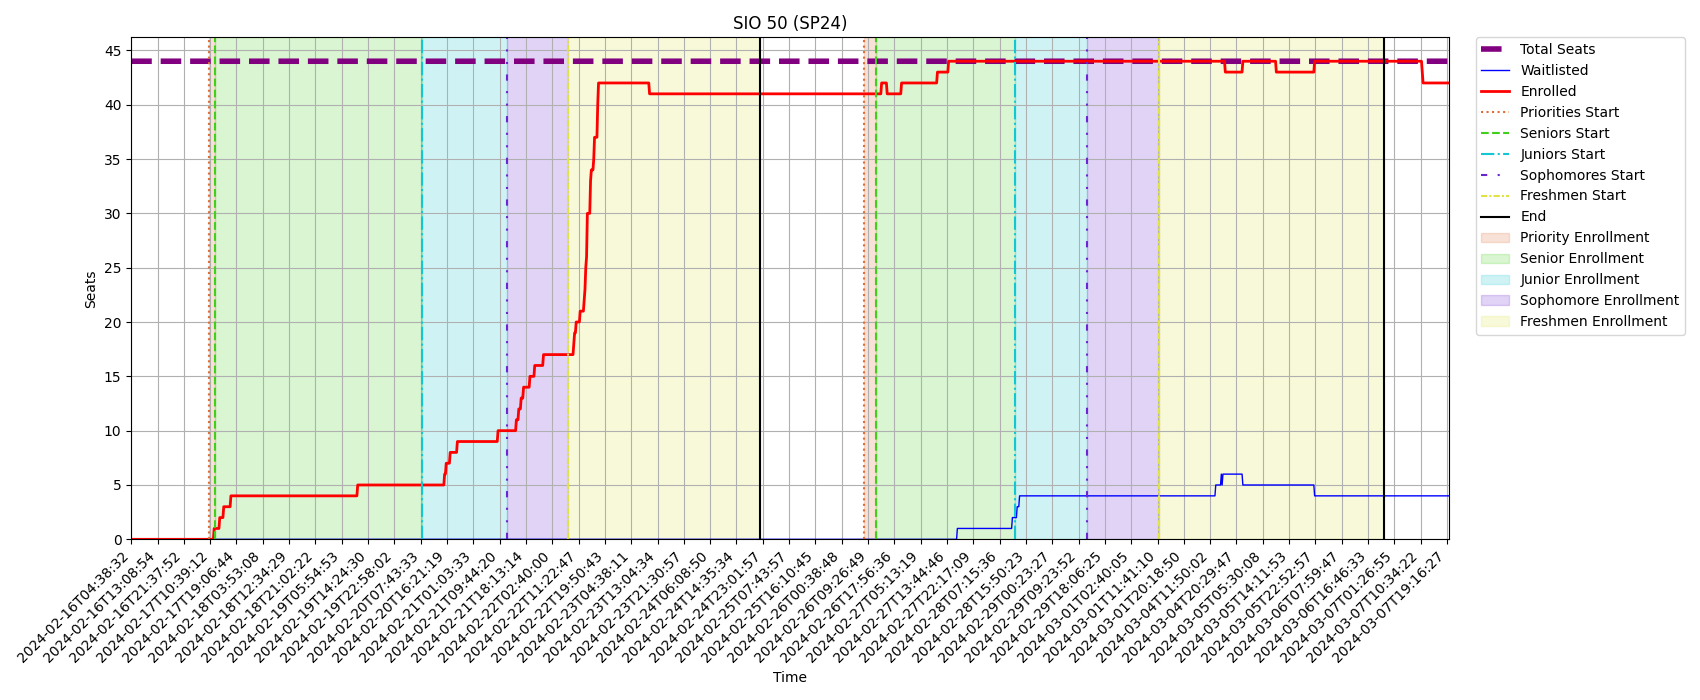 SIO 50 (SP24)
Seats
45
40
35
30
25
20
15
10
5
0
2024-02-16T04:38:32
2024-02-16T13:08:54
2024-02-16T21:37:52
2024-02-17T10:39:12
2024-02-17T19:06:44
2024-02-18T03:53:08
2024-02-18T12:34:29
2024-02-18T21:02:22
2024-02-19T05:54:53
2024-02-19T14:24:30
2024-02-19T22:58:02
2024-02-20T07:43:33
2024-02-20T16:21:19
2024-02-21T01:03:33
2024-02-21T09:44:20
2024-02-21T18:13:14
2024-02-22T02:40:00
2024-02-22T11:22:47
2024-02-22T19:50:43
2024-02-23T04:38:11
2024-02-23T13:04:34
2024-02-23T21:30:57
2024-02-24T06:08:50
2024-02-24T14:35:34
2024-02-24T23:01:57
2024-02-25T07:43:57
2024-02-25T16:10:45
2024-02-26T00:38:48
2024-02-26T09:26:49
2024-02-26T17:56:36
2024-02-27T05:13:19
2024-02-27T13:44:46
2024-02-27T22:17:09
2024-02-28T07:15:36
2024-02-28T15:50:23
2024-02-29T00:23:27
2024-02-29T09:23:52
2024-02-29T18:06:25
2024-03-01T02:40:05
2024-03-01T11:41:10
2024-03-01T20:18:50
2024-03-04T11:50:02
2024-03-04T20:29:47
2024-03-05T05:30:08
2024-03-05T14:11:53
2024-03-05T22:52:57
2024-03-06T07:59:47
2024-03-06T16:46:33
2024-03-07T01:26:55
2024-03-07T10:34:22
2024-03-07T19:16:27
Time
Total Seats
Waitlisted
Enrolled
Priorities Start
Seniors Start
Juniors Start
Sophomores Start
Freshmen Start
End
Priority Enrollment
Senior Enrollment
Junior Enrollment
Sophomore Enrollment
Freshmen Enrollment